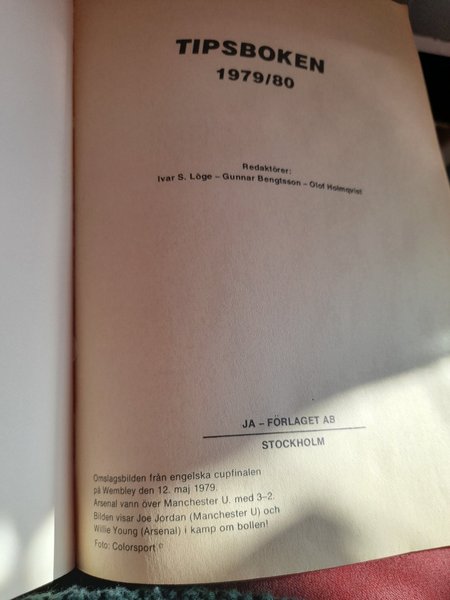 TIPSBOKEN
1979/80
Redaktörer:
Ivar S. Löge – Gunnar Bengtsson – Olof Holmqvist
JA – FÖRLAGET AB
STOCKHOLM
Omslagsbilden från engelska cupfinalen
på Wembley den 12. maj 1979.
Arsenal vann över Manchester U. med 3–2.
Bilden visar Joe Jordan (Manchester U) och
Willie Young (Arsenal) i kamp om bollen!
Foto: Colorsport ©